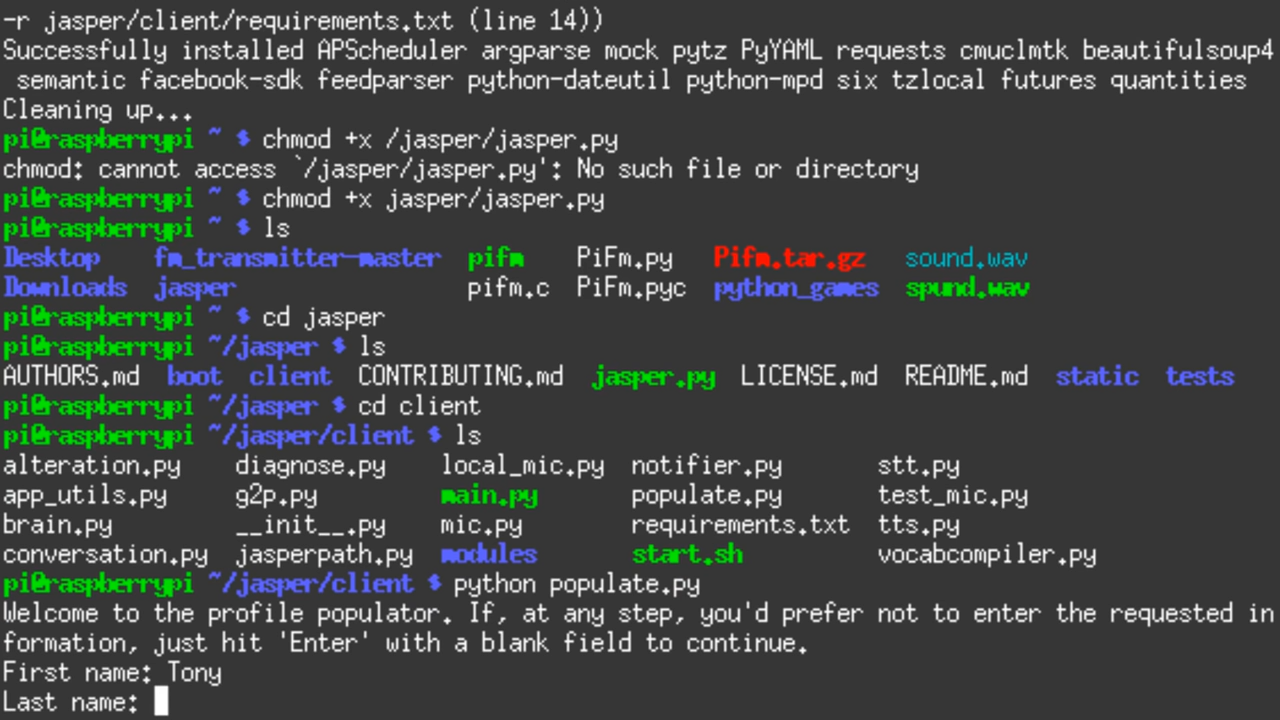 -r jasper/client/requirements.txt (line 14))
Successfully installed APScheduler argparse mock pytz PyYAML requests cmuclmtk beautifulsoup4
 semantic facebook-sdk feedparser python-dateutil python-mpd six tzlocal futures quantities
Cleaning up...
pi@raspberrypi ~ $ chmod +x /jasper/jasper.py
chmod: cannot access `/jasper/jasper.py': No such file or directory
pi@raspberrypi ~ $ chmod +x jasper/jasper.py
pi@raspberrypi ~ $ ls
Desktop    fm_transmitter-master  pifm    PiFm.py   Pifm.tar.gz   sound.wav
Downloads  jasper                 pifm.c  PiFm.pyc  python_games  spund.wav
pi@raspberrypi ~ $ cd jasper
pi@raspberrypi ~/jasper $ ls
AUTHORS.md  boot  client  CONTRIBUTING.md  jasper.py  LICENSE.md  README.md  static  tests
pi@raspberrypi ~/jasper $ cd client
pi@raspberrypi ~/jasper/client $ ls
alteration.py    diagnose.py    local_mic.py  notifier.py       stt.py
app_utils.py     g2p.py         main.py       populate.py       test_mic.py
brain.py         __init__.py    mic.py        requirements.txt  tts.py
conversation.py  jasperpath.py  modules       start.sh          vocabcompiler.py
pi@raspberrypi ~/jasper/client $ python populate.py
Welcome to the profile populator. If, at any step, you'd prefer not to enter the requested in
formation, just hit 'Enter' with a blank field to continue.
First name: Tony
Last name: